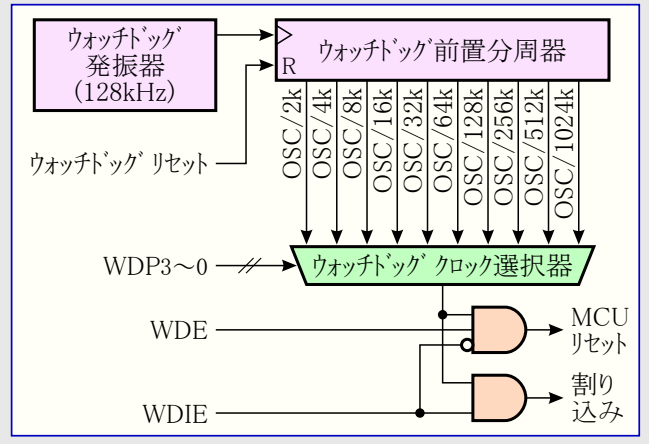 ｳｫｯﾁﾄﾞｯｸﾞ
発振器
(128kHz)
ｳｫｯﾁﾄﾞｯｸﾞ前置分周器
R
OSC/2k
OSC/4k
OSC/8k
OSC/16k
OSC/32k
OSC/64k
OSC/128k
OSC/256k
OSC/512k
OSC/1024k
ｳｫｯﾁﾄﾞｯｸﾞ ﾘｾｯﾄ
WDP3～0
ｳｫｯﾁﾄﾞｯｸﾞ ｸﾛｯｸ選択器
WDE
MCU
ﾘｾｯﾄ
WDIE
割り
込み